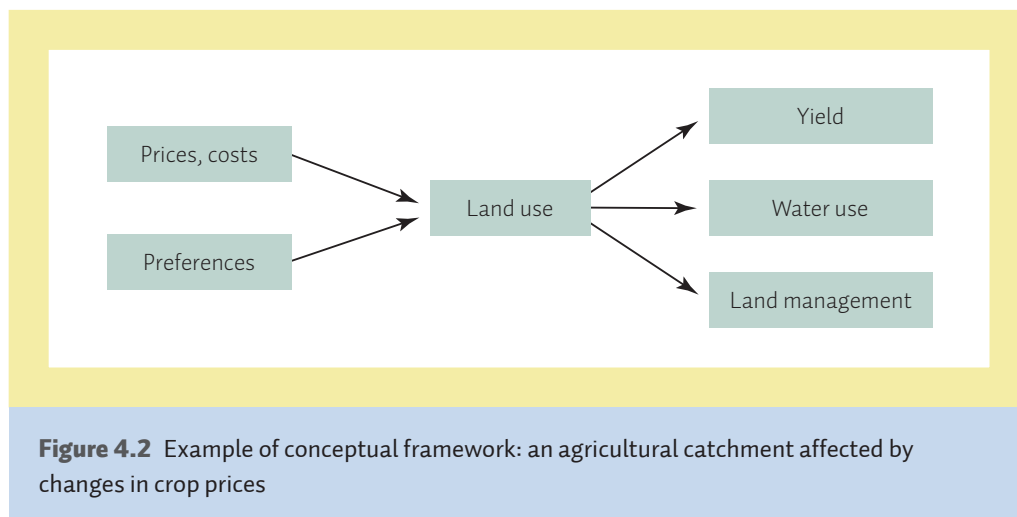 Prices, costs
Preferences
Land use
Yield
Water use
Land management
Figure 4.2 Example of conceptual framework: an agricultural catchment affected by
changes in crop prices